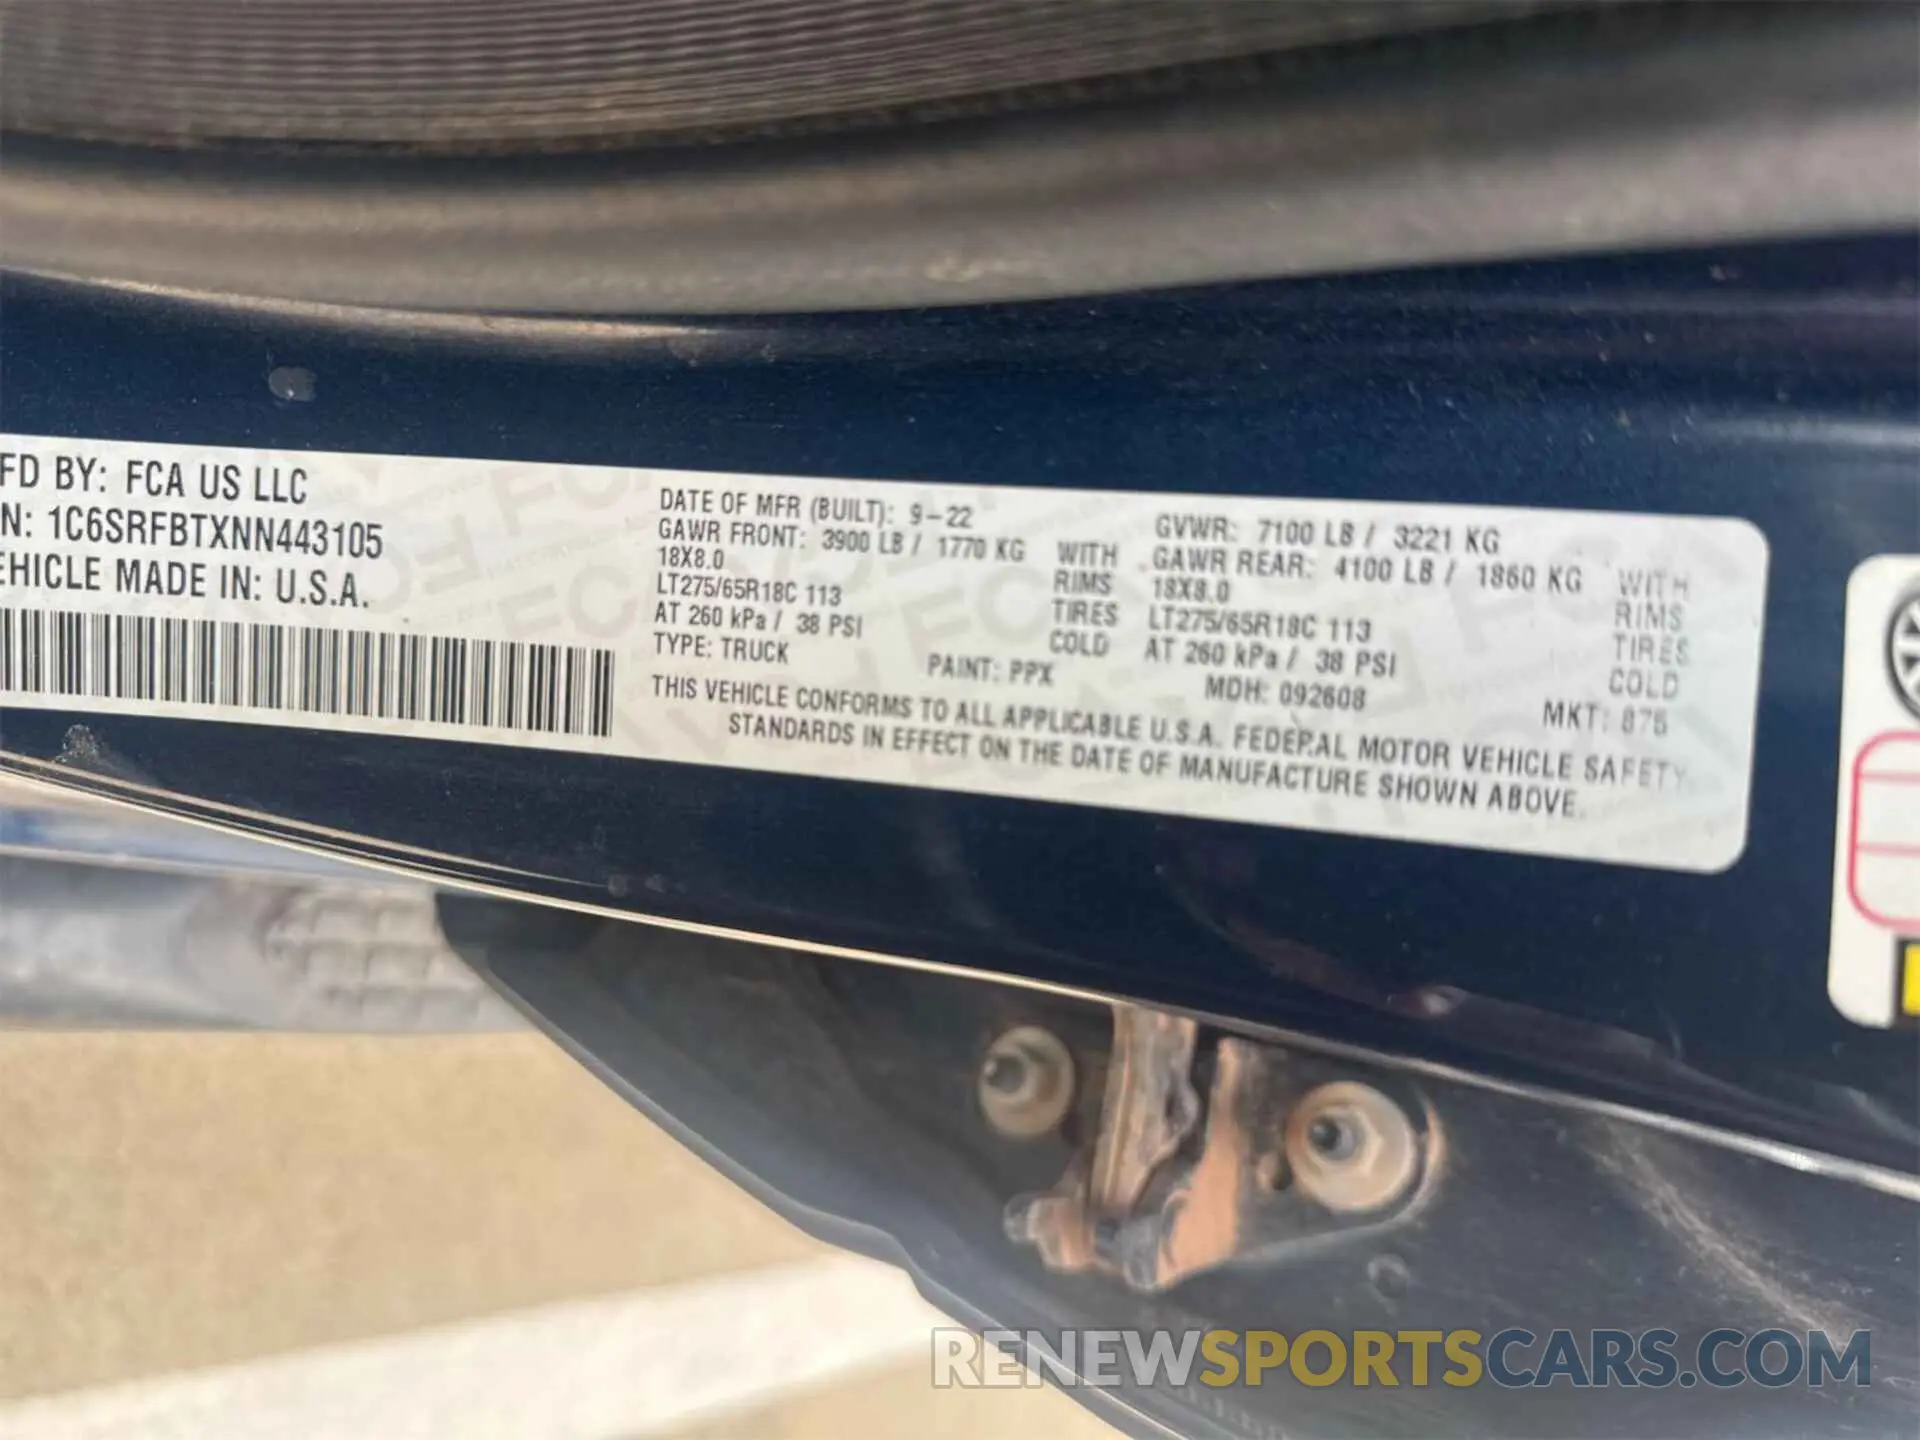 FD BY: FCA US LLC
N: 1C6SRFBTXNN443105
EHICLE MADE IN: U.S.A.
DATE OF MFR (BUILT): 9-22 GVWR: 7100 LB / 3221 KG
GAWR FRONT: 3900 LB / 1770 KG WITH GAWR REAR: 4100 LB / 1860 KG WITH
18X8.0 RIMS 18X8.0 RIMS
LT275/65R18C 113 TIRES LT275/65R18C 113 TIRES
AT 260 kPa / 38 PSI COLD AT 260 kPa / 38 PSI COLD
TYPE: TRUCK PAINT: PPX MDH: 092608 MKT: 875
THIS VEHICLE CONFORMS TO ALL APPLICABLE U.S.A. FEDERAL MOTOR VEHICLE SAFETY
STANDARDS IN EFFECT ON THE DATE OF MANUFACTURE SHOWN ABOVE.
RENEWSPORTSCARS.COM